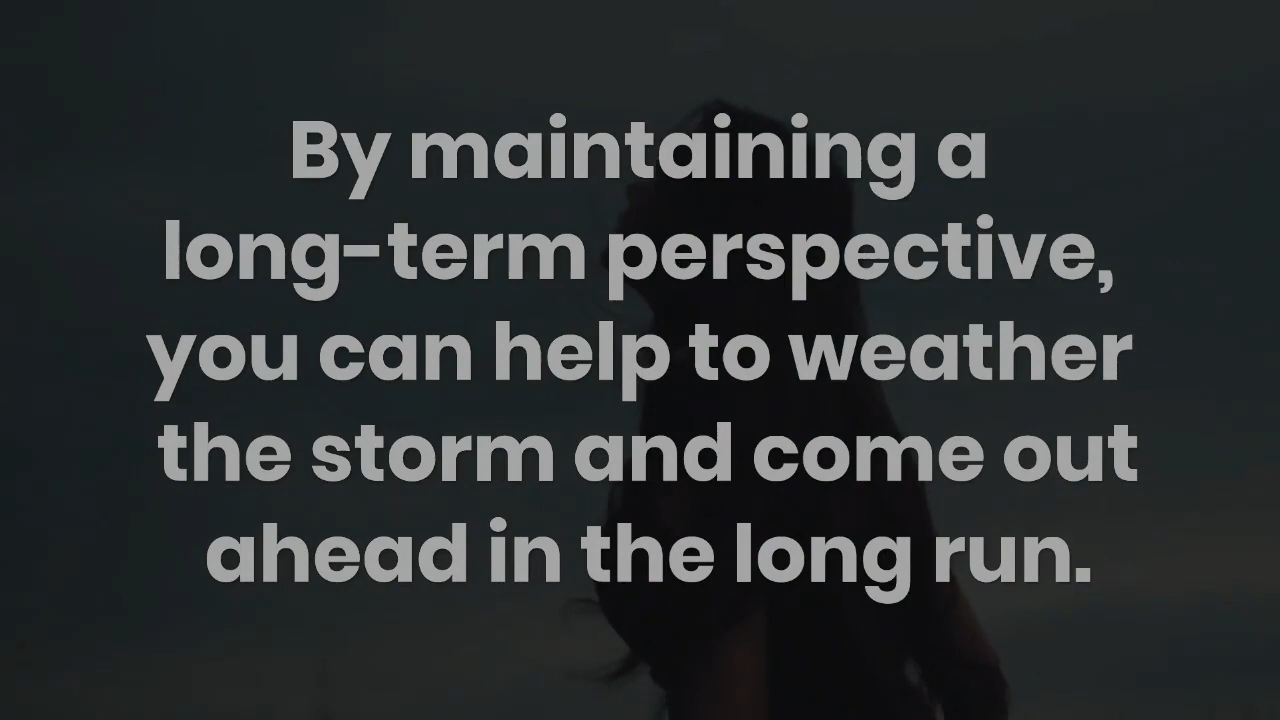 By maintaining a
long-term perspective,
you can help to weather
the storm and come out
ahead in the long run.